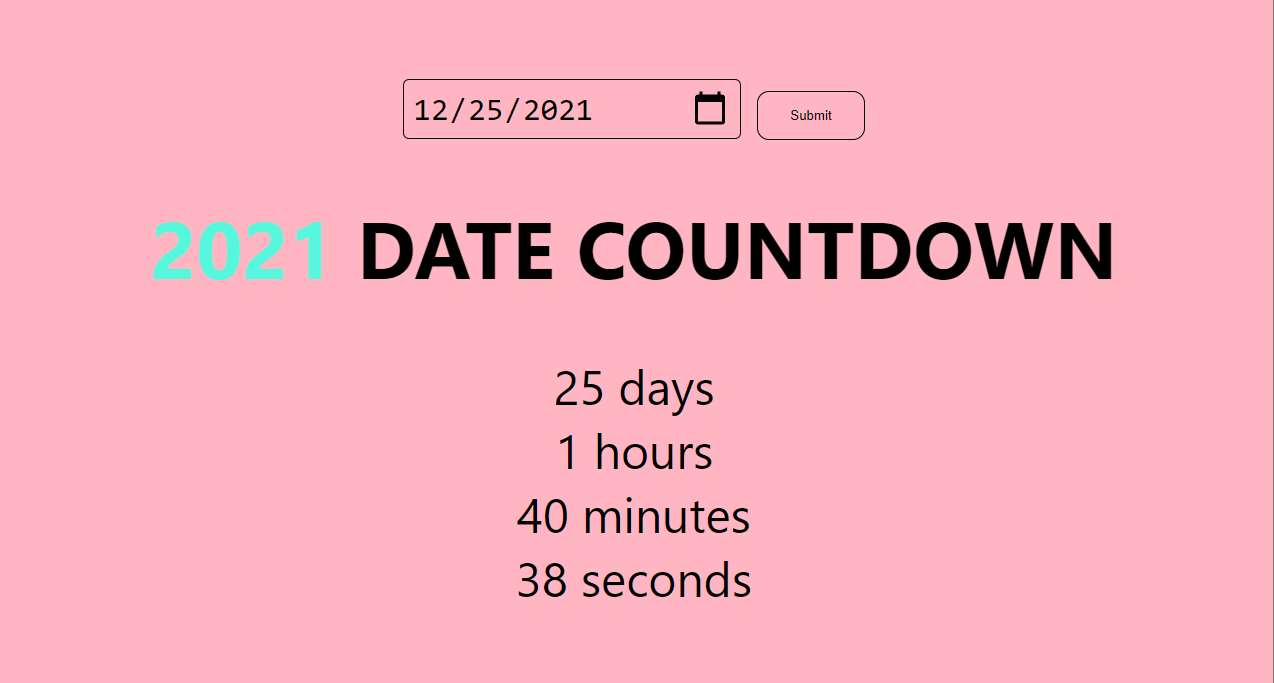 12/25/2021
Submit
2021 DATE COUNTDOWN
25 days
1 hours
40 minutes
38 seconds